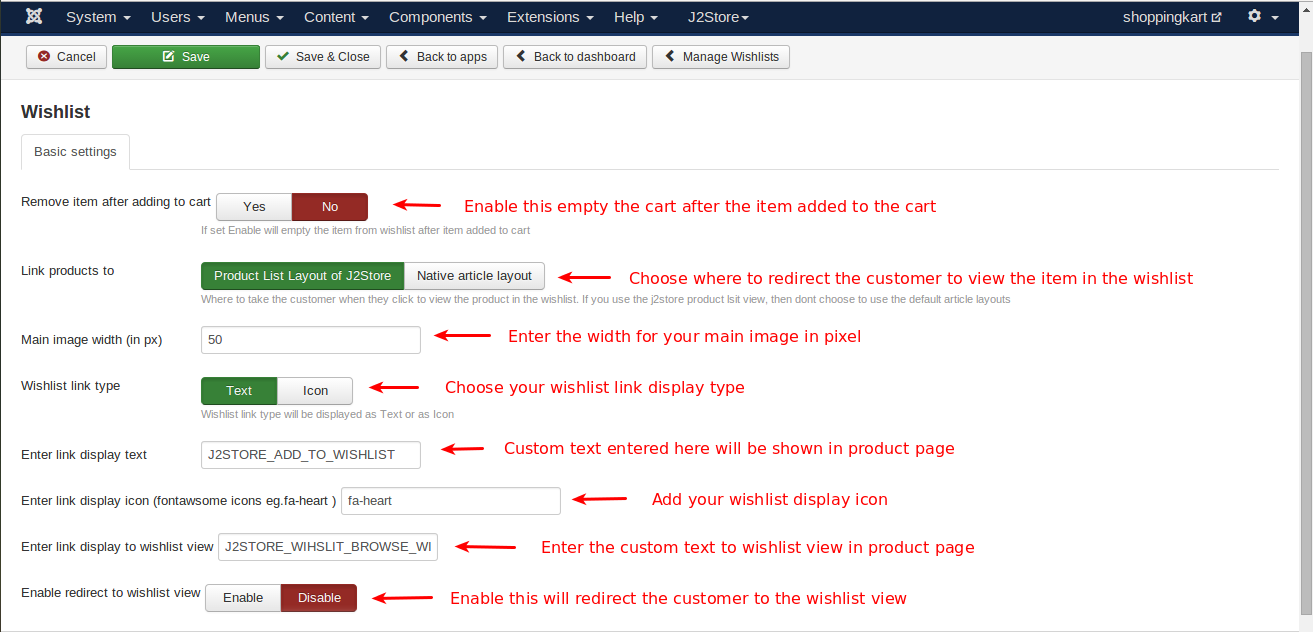 System Users Menus Content Components Extensions Help J2Store shoppingkart
Cancel Save Save & Close Back to apps Back to dashboard Manage Wishlists
Wishlist
Basic settings
Remove item after adding to cart Yes No Enable this empty the cart after the item added to the cart
If set Enable will empty the item from wishlist after item added to cart
Link products to Product List Layout of J2Store Native article layout Choose where to redirect the customer to view the item in the wishlist
Where to take the customer when they click to view the product in the wishlist. If you use the j2store product lsit view, then dont choose to use the default article layouts
Main image width (in px) 50 Enter the width for your main image in pixel
Wishlist link type Text Icon Choose your wishlist link display type
Wishlist link type will be displayed as Text or as Icon
Enter link display text J2STORE_ADD_TO_WISHLIST Custom text entered here will be shown in product page
Enter link display icon (fontawsome icons eg.fa-heart ) fa-heart Add your wishlist display icon
Enter link display to wishlist view J2STORE_WIHSLIT_BROWSE_WI Enter the custom text to wishlist view in product page
Enable redirect to wishlist view Enable Disable Enable this will redirect the customer to the wishlist view